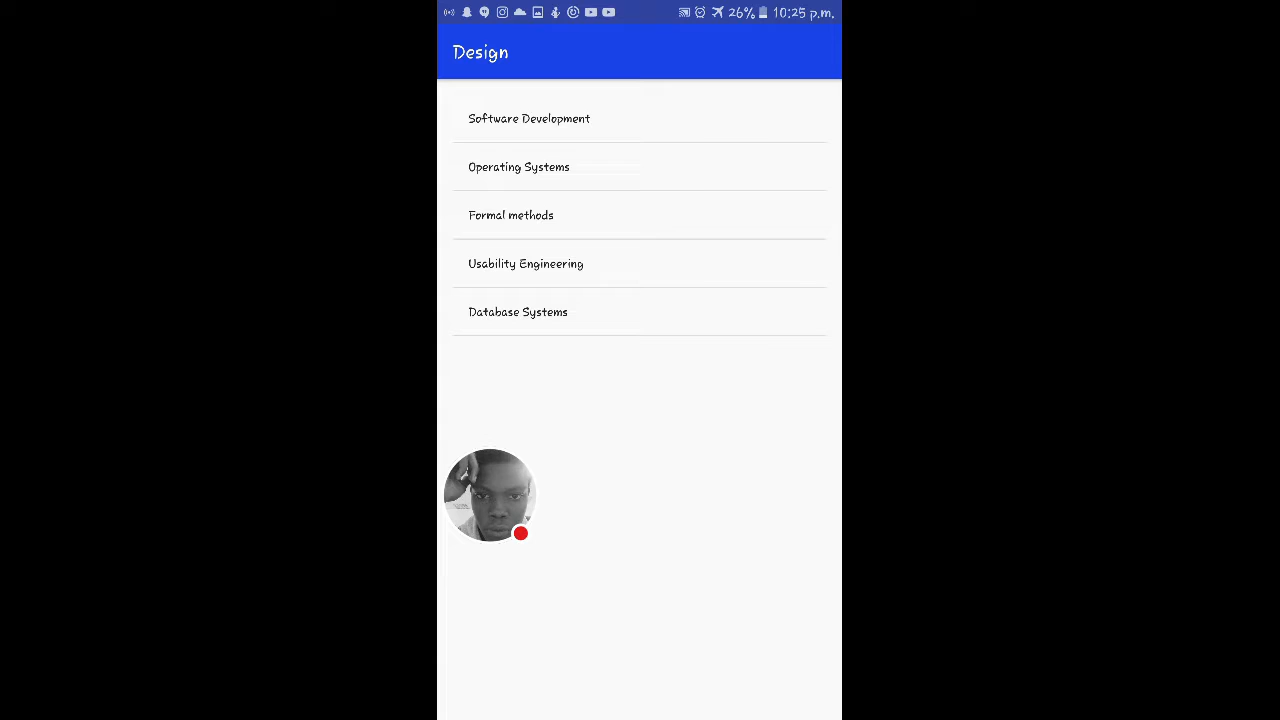 26% 10:25 p.m.
Design
Software Development
Operating Systems
Formal methods
Usability Engineering
Database Systems